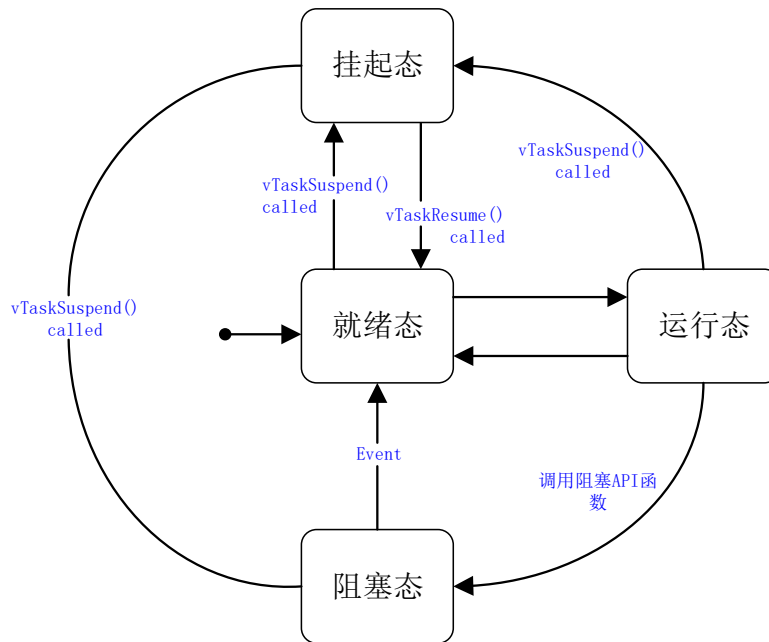 挂起态
vTaskSuspend()
called
vTaskSuspend()
called
vTaskResume()
called
vTaskSuspend()
called
就绪态
运行态
Event
调用阻塞API函
数
阻塞态